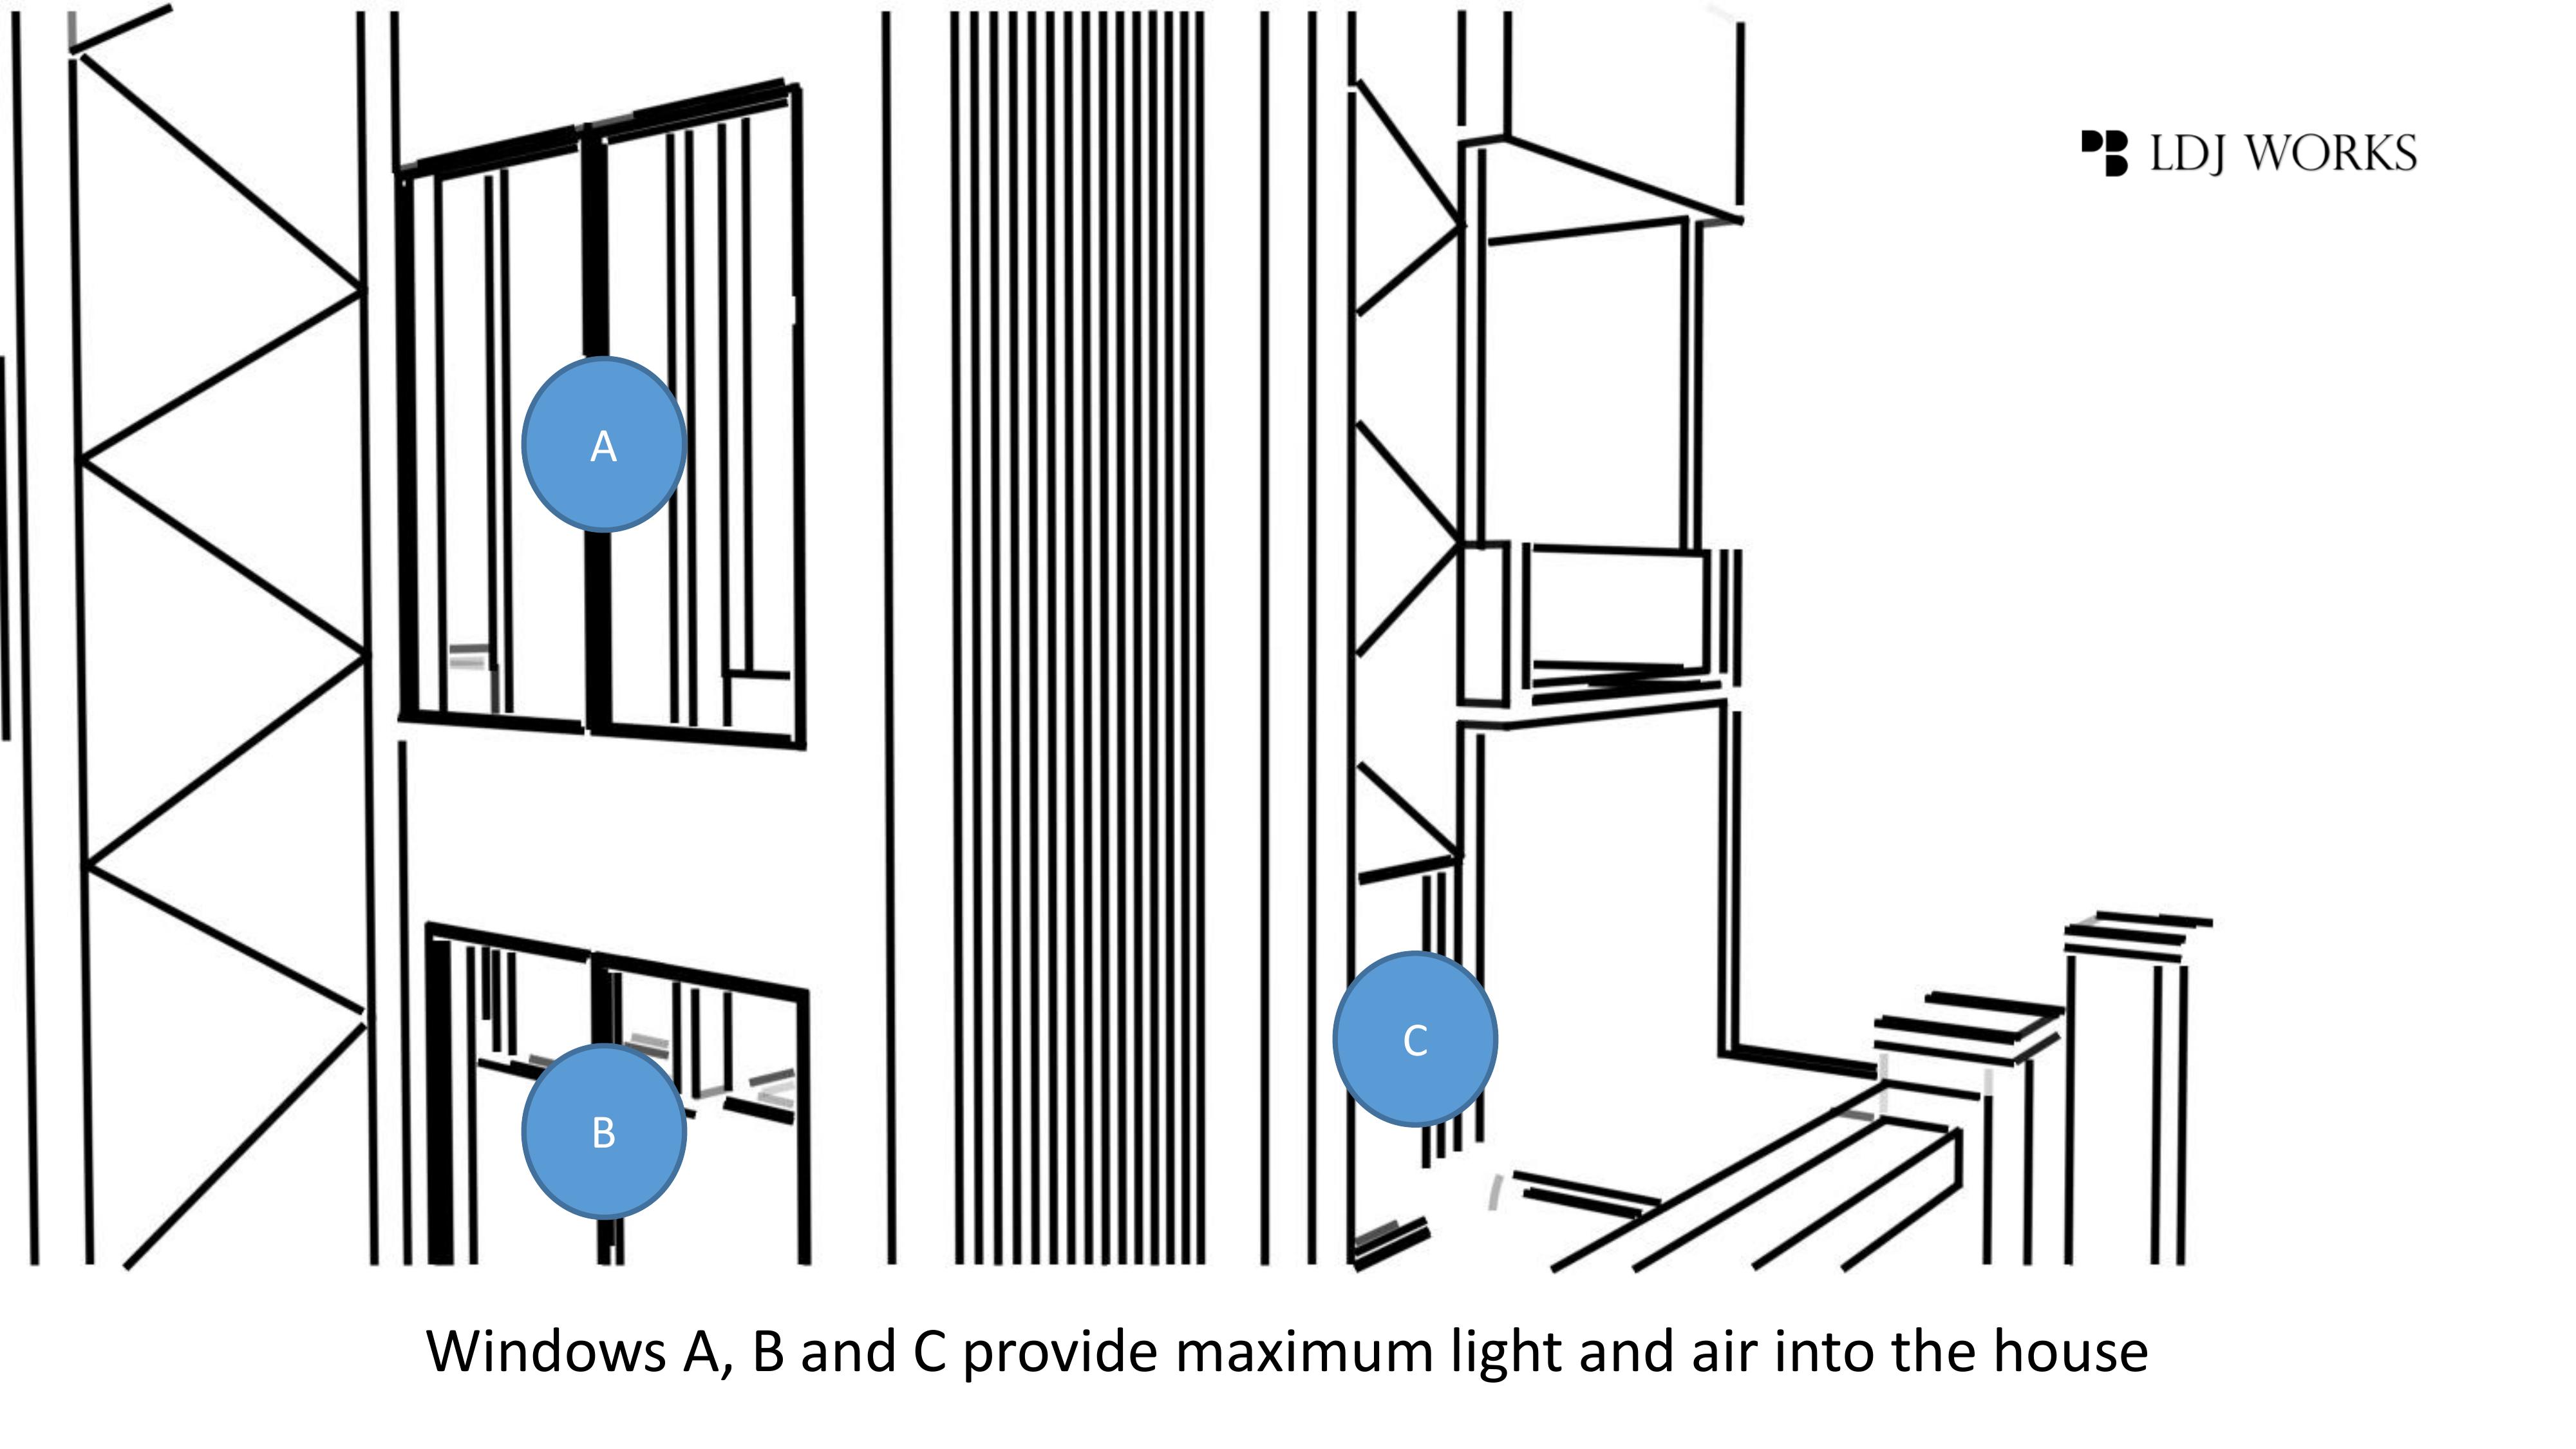 LDJ WORKS
A
B
C
Windows A, B and C provide maximum light and air into the house